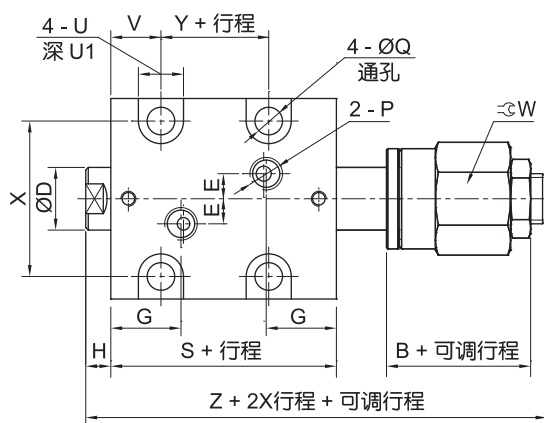 4 - U
深 U1
V
Y + 行程
4 - ØQ
通孔
2 - P
W
X
ØD
E
E
G
G
H
S + 行程
B + 可调行程
Z + 2X行程 + 可调行程